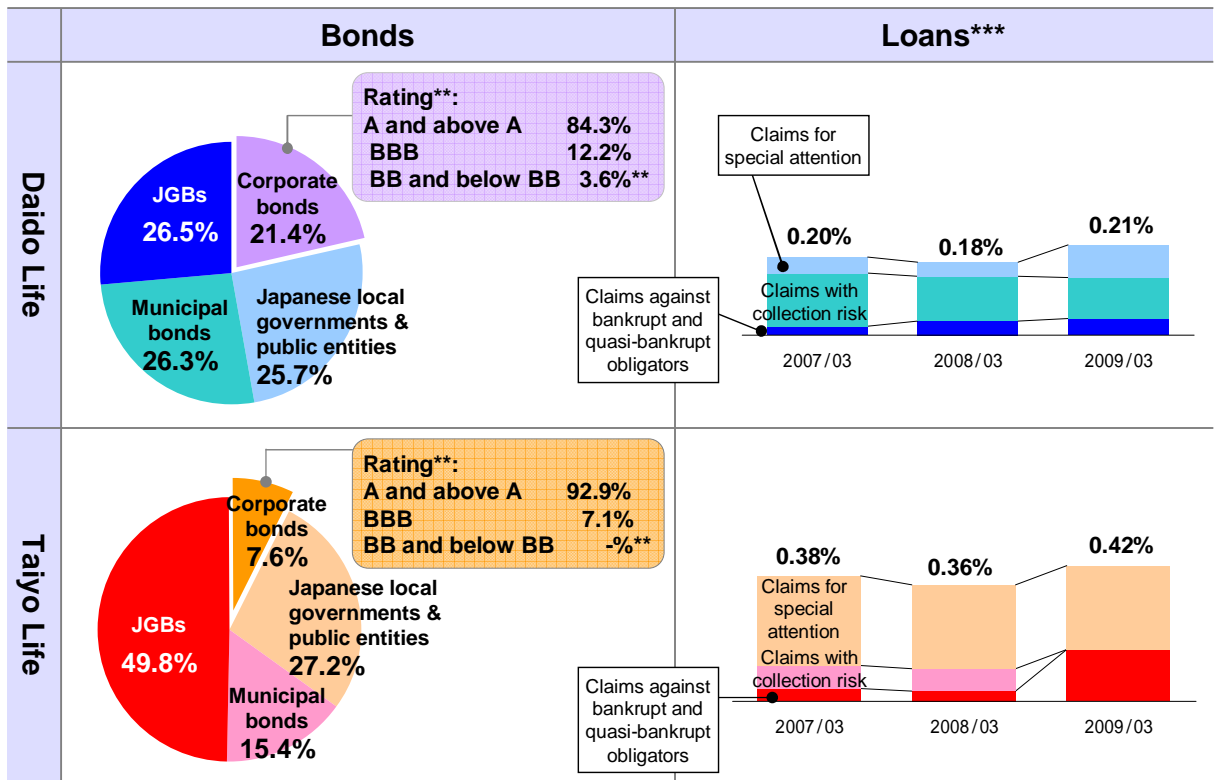 Bonds
Loans***
Daido Life
Rating**:
A and above A 84.3%
BBB 12.2%
BB and below BB 3.6%**
JGBs
26.5%
Corporate
bonds
21.4%
Municipal
bonds
26.3%
Japanese local
governments &
public entities
25.7%
Claims for
special attention
0.20%
0.18%
0.21%
Claims against
bankrupt and
quasi-bankrupt
obligators
Claims with
collection risk
2007/03
2008/03
2009/03
Taiyo Life
Rating**:
A and above A 92.9%
BBB 7.1%
BB and below BB -%**
Corporate
bonds
7.6%
JGBs
49.8%
Japanese local
governments &
public entities
27.2%
Municipal
bonds
15.4%
0.38%
0.36%
0.42%
Claims for
special
attention
Claims with
collection risk
Claims against
bankrupt and
quasi-bankrupt
obligators
2007/03
2008/03
2009/03